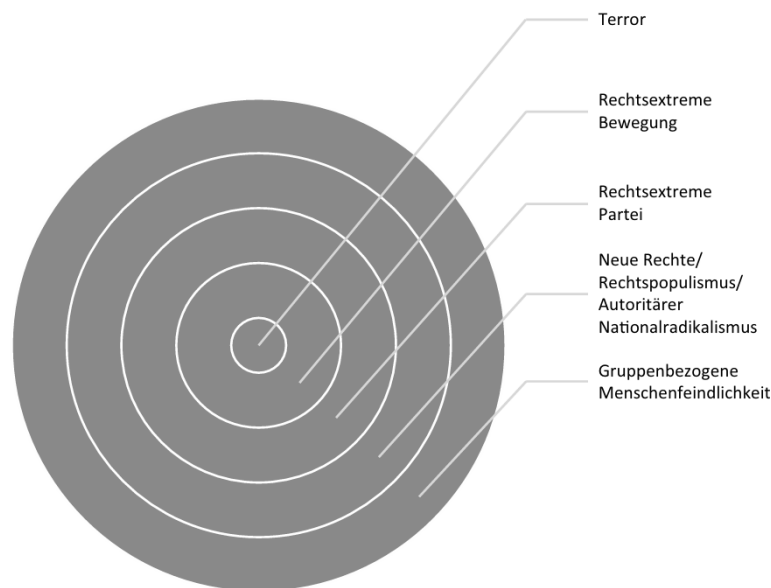 Terror
Rechtsextreme
Bewegung
Rechtsextreme
Partei
Neue Rechte/
Rechtspopulismus/
Autoritärer
Nationalradikalismus
Gruppenbezogene
Menschenfeindlichkeit